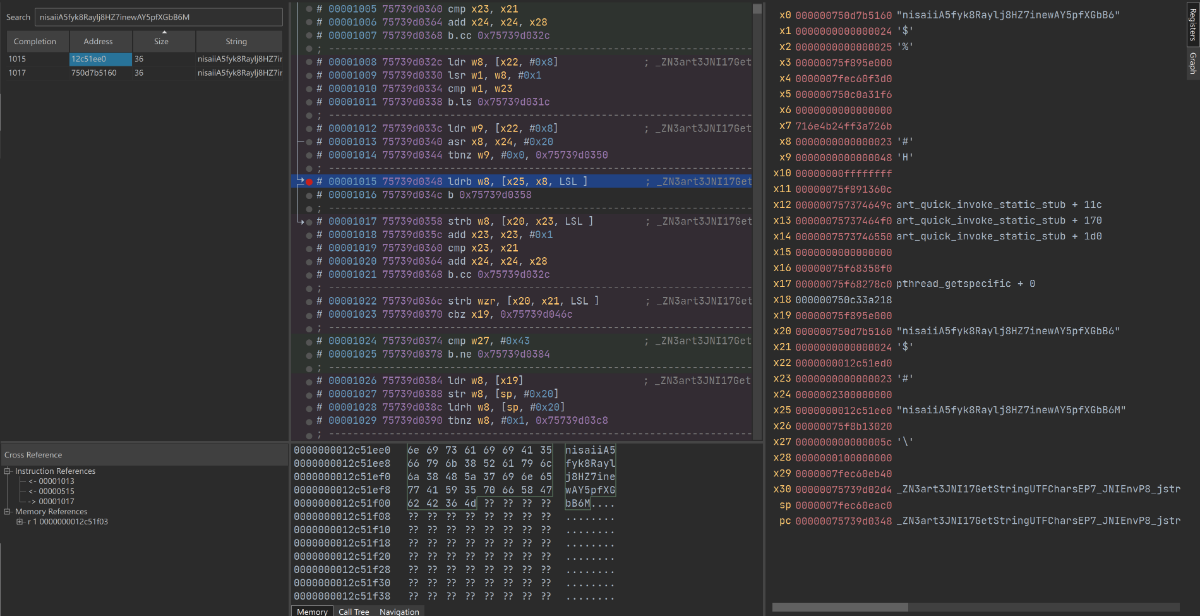 Search nisaiiA5fyk8Raylj8HZ7inewAY5pfXGbB6M
Completion Address Size String
1015 12c51ee0 36 nisaiiA5fyk8Raylj8HZ7ir
1017 750d7b5160 36 nisaiiA5fyk8Raylj8HZ7ir
# 00001005 75739d0360 cmp x23, x21
# 00001006 75739d0364 add x24, x24, x28
# 00001007 75739d0368 b.cc 0x75739d032c
;
# 00001008 75739d032c ldr w8, [x22, #0x8] ; _ZN3art3JNI17Get
# 00001009 75739d0330 lsr w1, w8, #0x1
# 00001010 75739d0334 cmp w1, w23
# 00001011 75739d0338 b.ls 0x75739d031c
;
# 00001012 75739d033c ldr w9, [x22, #0x8] ; _ZN3art3JNI17Get
# 00001013 75739d0340 asr x8, x24, #0x20
# 00001014 75739d0344 tbnz w9, #0x0, 0x75739d0350
;
# 00001015 75739d0348 ldrb w8, [x25, x8, LSL ] ; _ZN3art3JNI17Get
# 00001016 75739d034c b 0x75739d0358
;
# 00001017 75739d0358 strb w8, [x20, x23, LSL ] ; _ZN3art3JNI17Get
# 00001018 75739d035c add x23, x23, #0x1
# 00001019 75739d0360 cmp x23, x21
# 00001020 75739d0364 add x24, x24, x28
# 00001021 75739d0368 b.cc 0x75739d032c
;
# 00001022 75739d036c strb wzr, [x20, x21, LSL ] ; _ZN3art3JNI17Get
# 00001023 75739d0370 cbz x19, 0x75739d046c
;
# 00001024 75739d0374 cmp w27, #0x43 ; _ZN3art3JNI17Get
# 00001025 75739d0378 b.ne 0x75739d0384
;
# 00001026 75739d0384 ldr w8, [x19] ; _ZN3art3JNI17Get
# 00001027 75739d0388 str w8, [sp, #0x20]
# 00001028 75739d038c ldrh w8, [sp, #0x20]
# 00001029 75739d0390 tbnz w8, #0x1, 0x75739d03c8
;
x0 000000750d7b5160 "nisaiiA5fyk8Raylj8HZ7inewAY5pfXGbB6"
x1 0000000000000024 '$'
x2 0000000000000025 '%'
x3 00000075f895e000
x4 0000007fec60f3d0
x5 000000750c0a31f6
x6 0000000000000000
x7 716e4b24ff3a726b
x8 0000000000000023 '#'
x9 0000000000000048 'H'
x10 00000000ffffffff
x11 00000075f891360c
x12 000000757374649c art_quick_invoke_static_stub + 11c
x13 00000075737464f0 art_quick_invoke_static_stub + 170
x14 0000007573746550 art_quick_invoke_static_stub + 1d0
x15 0000000000000000
x16 00000075f68358f0
x17 00000075f68278c0 pthread_getspecific + 0
x18 000000750c33a218
x19 00000075f895e000
x20 000000750d7b5160 "nisaiiA5fyk8Raylj8HZ7inewAY5pfXGbB6"
x21 0000000000000024 '$'
x22 0000000012c51ed0
x23 0000000000000023 '#'
x24 0000002300000000
x25 0000000012c51ee0 "nisaiiA5fyk8Raylj8HZ7inewAY5pfXGbB6M"
x26 00000075f8b13020
x27 000000000000005c '\'
x28 0000000100000000
x29 0000007fec60eb40
x30 00000075739d82d4 _ZN3art3JNI17GetStringUTFCharsEP7_JNIEnvP8_jstr
sp 0000007fec60eac0
pc 00000075739d0348 _ZN3art3JNI17GetStringUTFCharsEP7_JNIEnvP8_jstr
Registers
Graph
Cross Reference
Instruction References
<- 00001013
<- 00000515
-> 00001017
Memory References
r 1 0000000012c51f03
0000000012c51ee0 6e 69 73 61 69 69 41 35 nisaiiA5
0000000012c51ee8 66 79 6b 38 52 61 79 6c fyk8Rayl
0000000012c51ef0 6a 38 48 5a 37 69 6e 65 j8HZ7ine
0000000012c51ef8 77 41 59 35 70 66 58 47 wAY5pfXG
0000000012c51f00 62 42 36 4d ?? ?? ?? ?? bB6M....
0000000012c51f08 ?? ?? ?? ?? ?? ?? ?? ?? ........
0000000012c51f10 ?? ?? ?? ?? ?? ?? ?? ?? ........
0000000012c51f18 ?? ?? ?? ?? ?? ?? ?? ?? ........
0000000012c51f20 ?? ?? ?? ?? ?? ?? ?? ?? ........
0000000012c51f28 ?? ?? ?? ?? ?? ?? ?? ?? ........
0000000012c51f30 ?? ?? ?? ?? ?? ?? ?? ?? ........
0000000012c51f38 ?? ?? ?? ?? ?? ?? ?? ?? ........
Memory Call Tree Navigation